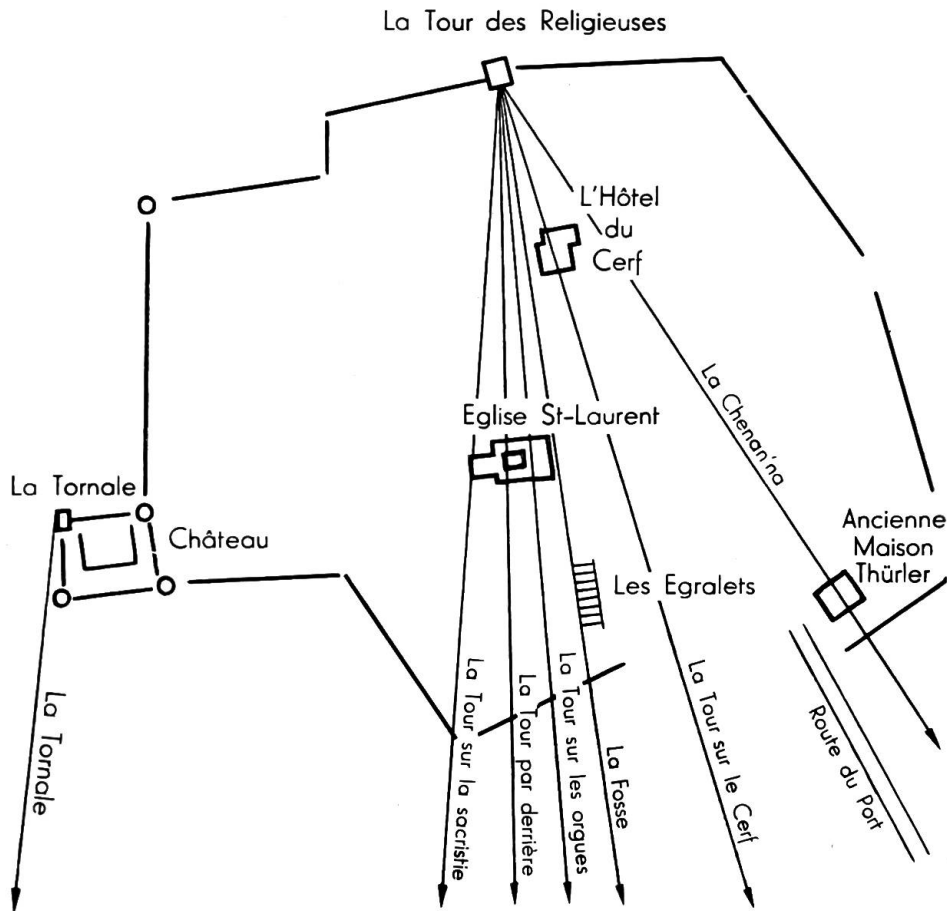 La Tour des Religieuses
L'Hôtel
du
Cerf
La Chenan'na
Eglise St-Laurent
La Tornale
Château
Ancienne
Maison
Thürler
Les Egralets
La Tornale
La Tour sur la sacristie
La Tour par derrière
La Tour sur les orgues
La Fosse
La Tour sur le Cerf
Route du Port